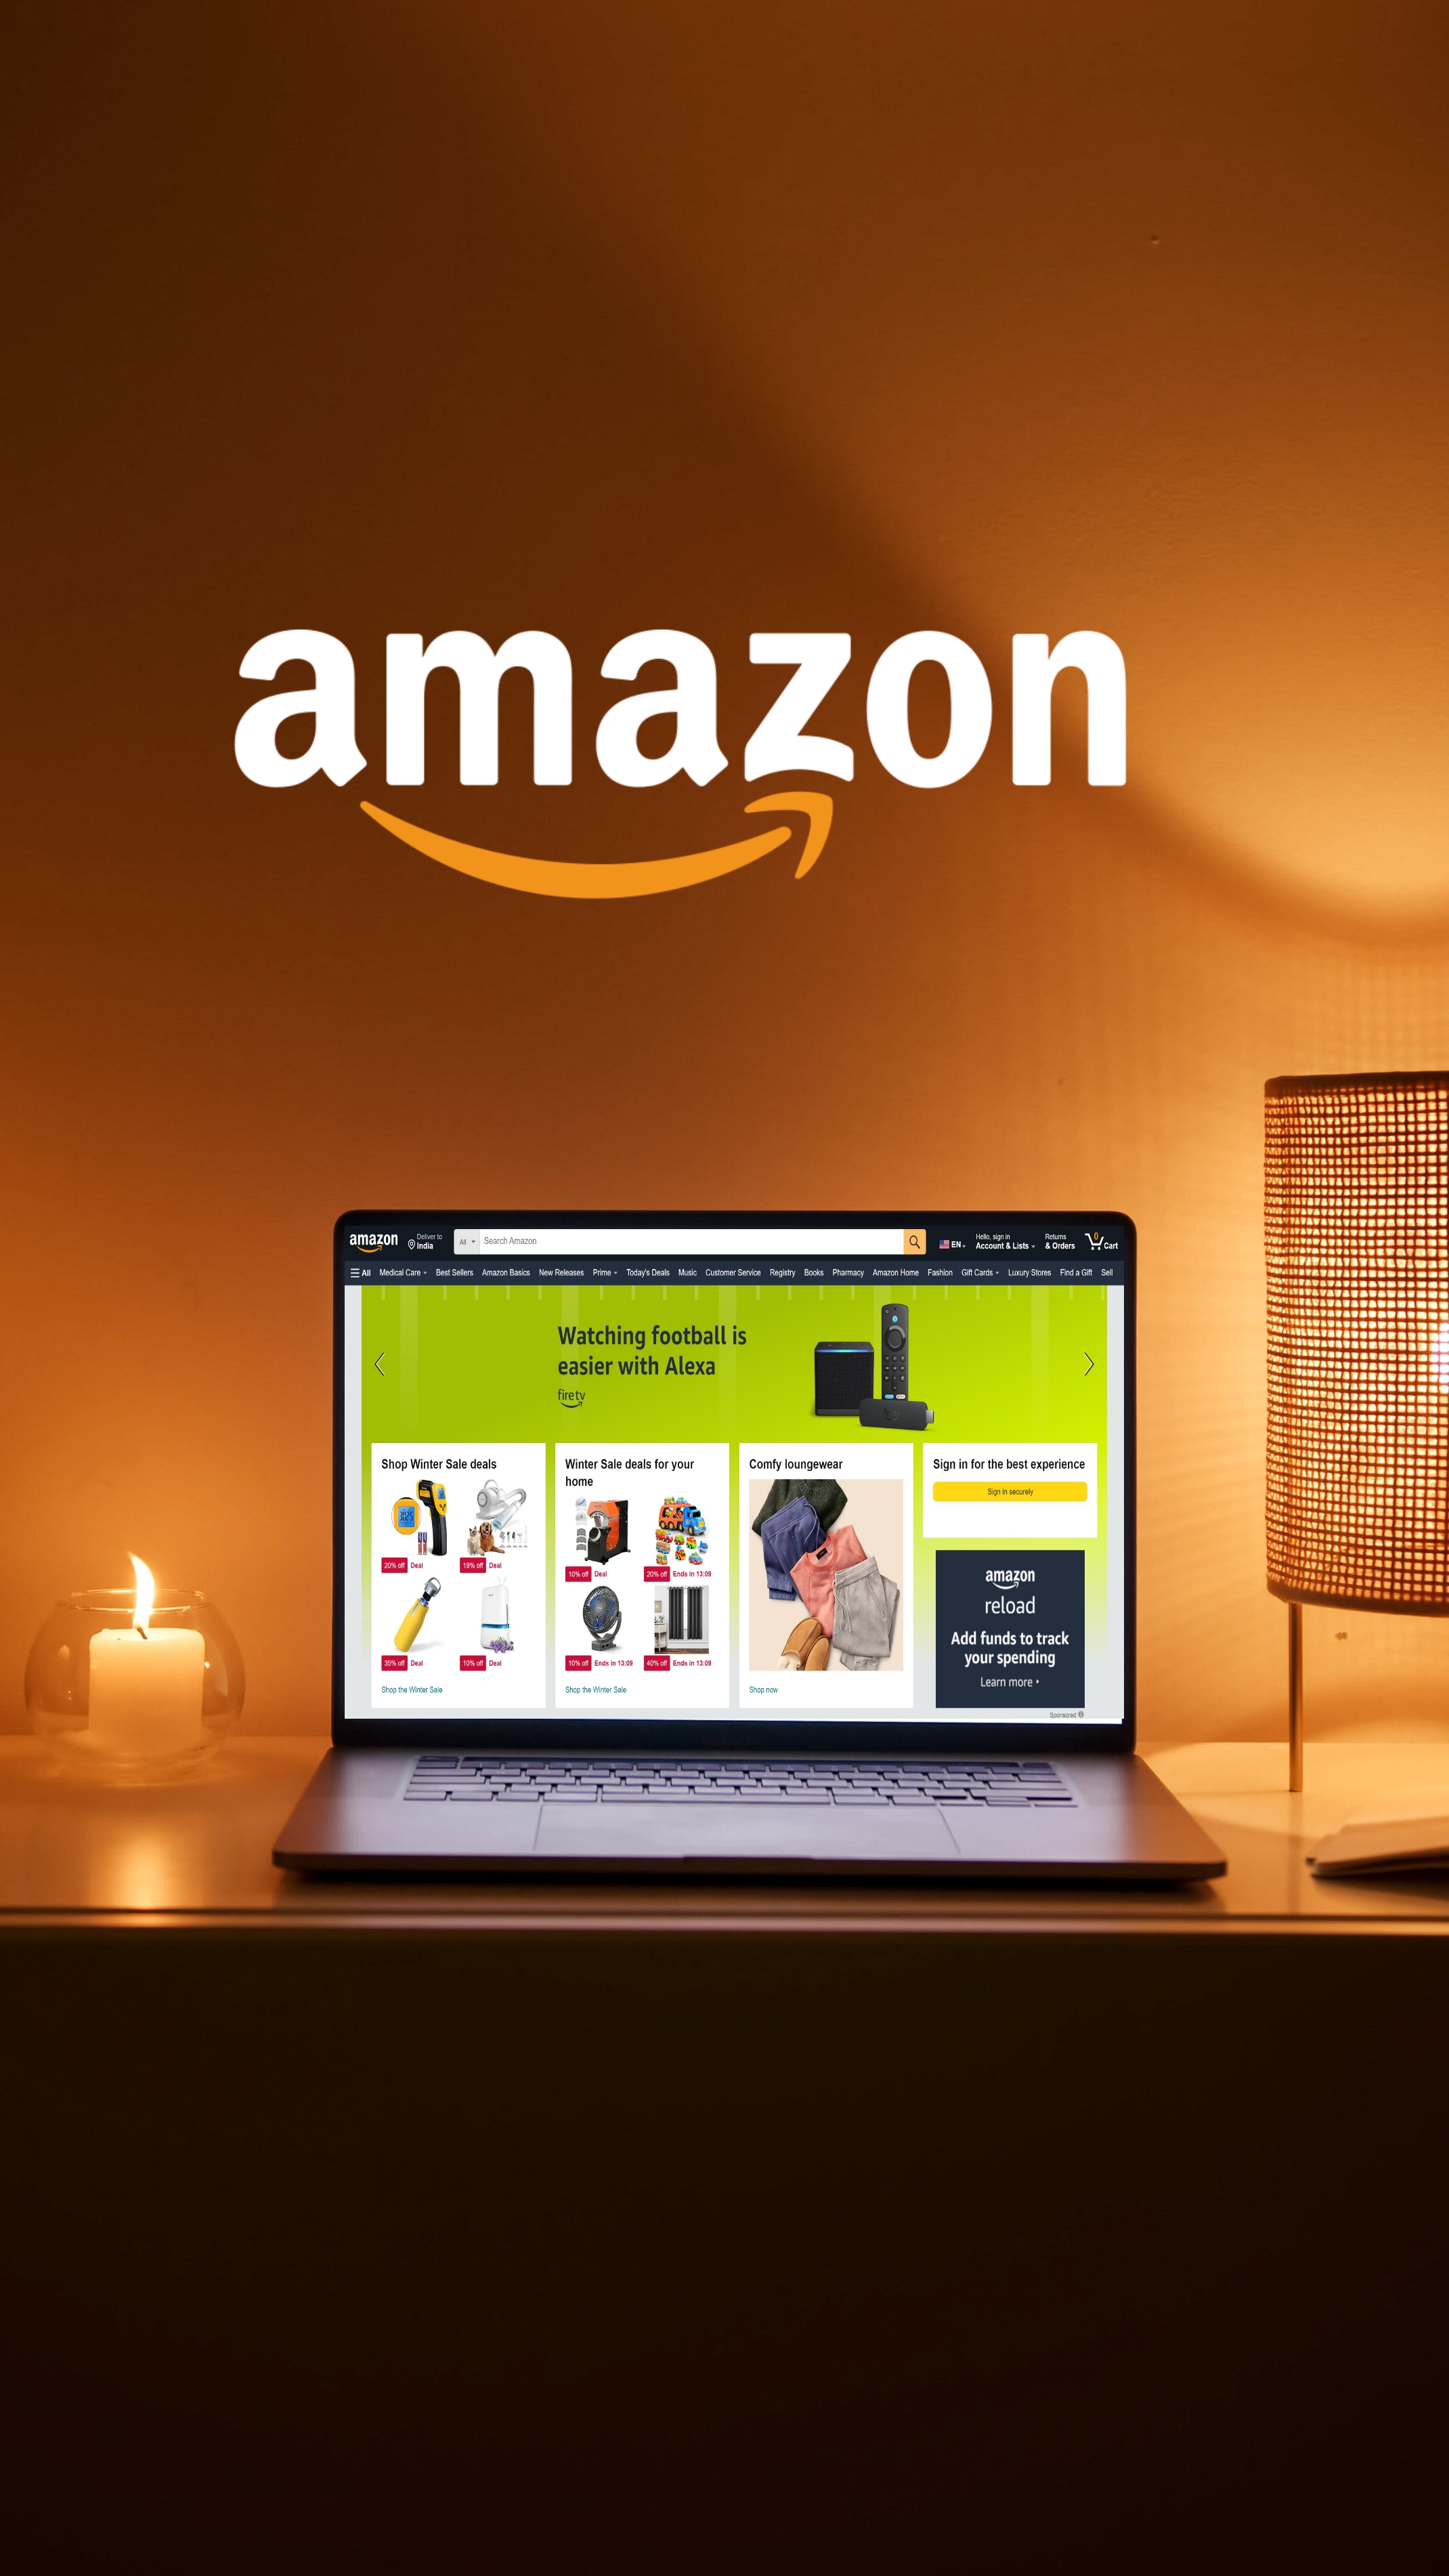 amazon
amazon
Deliver to
India
All
Search Amazon
EN
Hello, sign in
Account & Lists
Returns
& Orders
0
Cart
All
Medical Care
Best Sellers
Amazon Basics
New Releases
Prime
Today's Deals
Music
Customer Service
Registry
Books
Pharmacy
Amazon Home
Fashion
Gift Cards
Luxury Stores
Find a Gift
Sell
Watching football is
easier with Alexa
fire tv
Shop Winter Sale deals
20% off Deal
19% off Deal
35% off Deal
10% off Deal
Shop the Winter Sale
Winter Sale deals for your
home
10% off Deal
20% off Ends in 13:09
10% off Ends in 13:09
40% off Ends in 13:09
Shop the Winter Sale
Comfy loungewear
Shop now
Sign in for the best experience
Sign in securely
amazon
reload
Add funds to track
your spending
Learn more
Sponsored